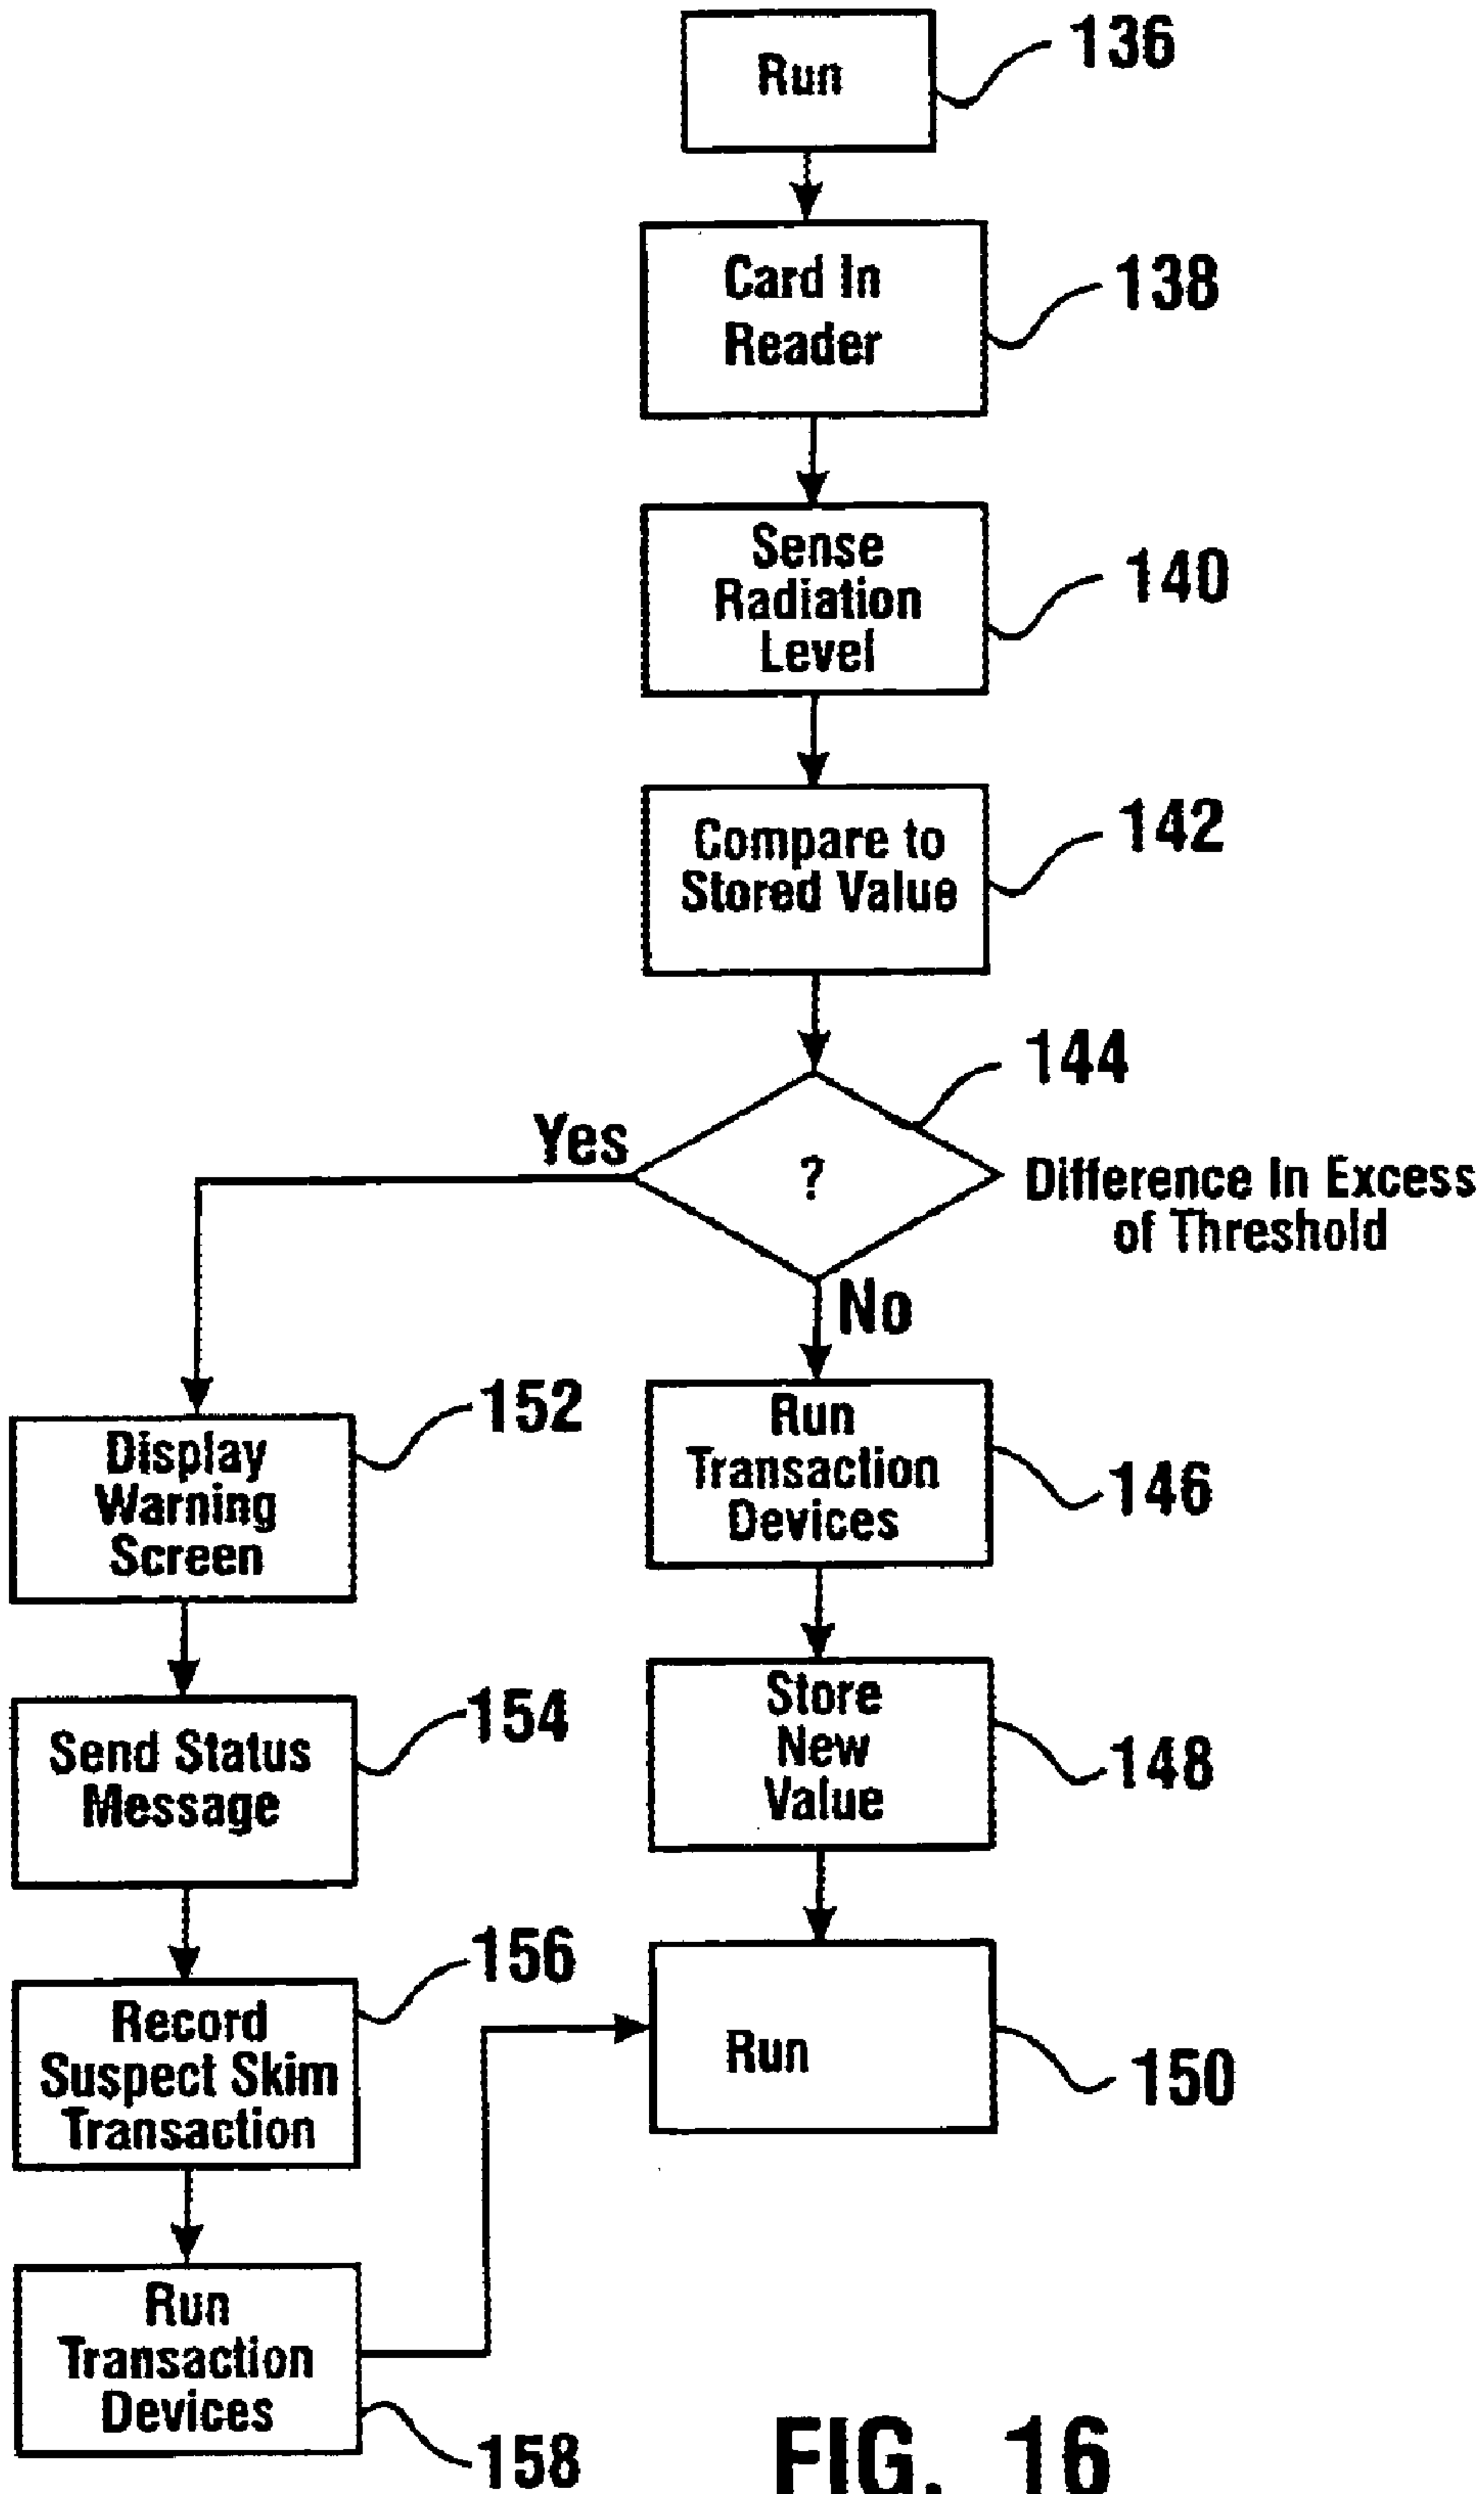 Run
136
Card In
Reader
138
Sense
Radiation
Level
140
Compare to
Stored Value
142
144
Yes
?
Difference In Excess
of Threshold
No
152
Display
Warning
Screen
Run
Transaction
Devices
146
154
Send Status
Message
Store
New
Value
148
156
Record
Suspect Skim
Transaction
Run
150
Run
Transaction
Devices
158
FIG. 16